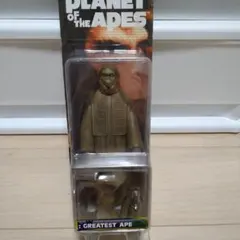 PLANET
OF THE APES
GREATEST APE